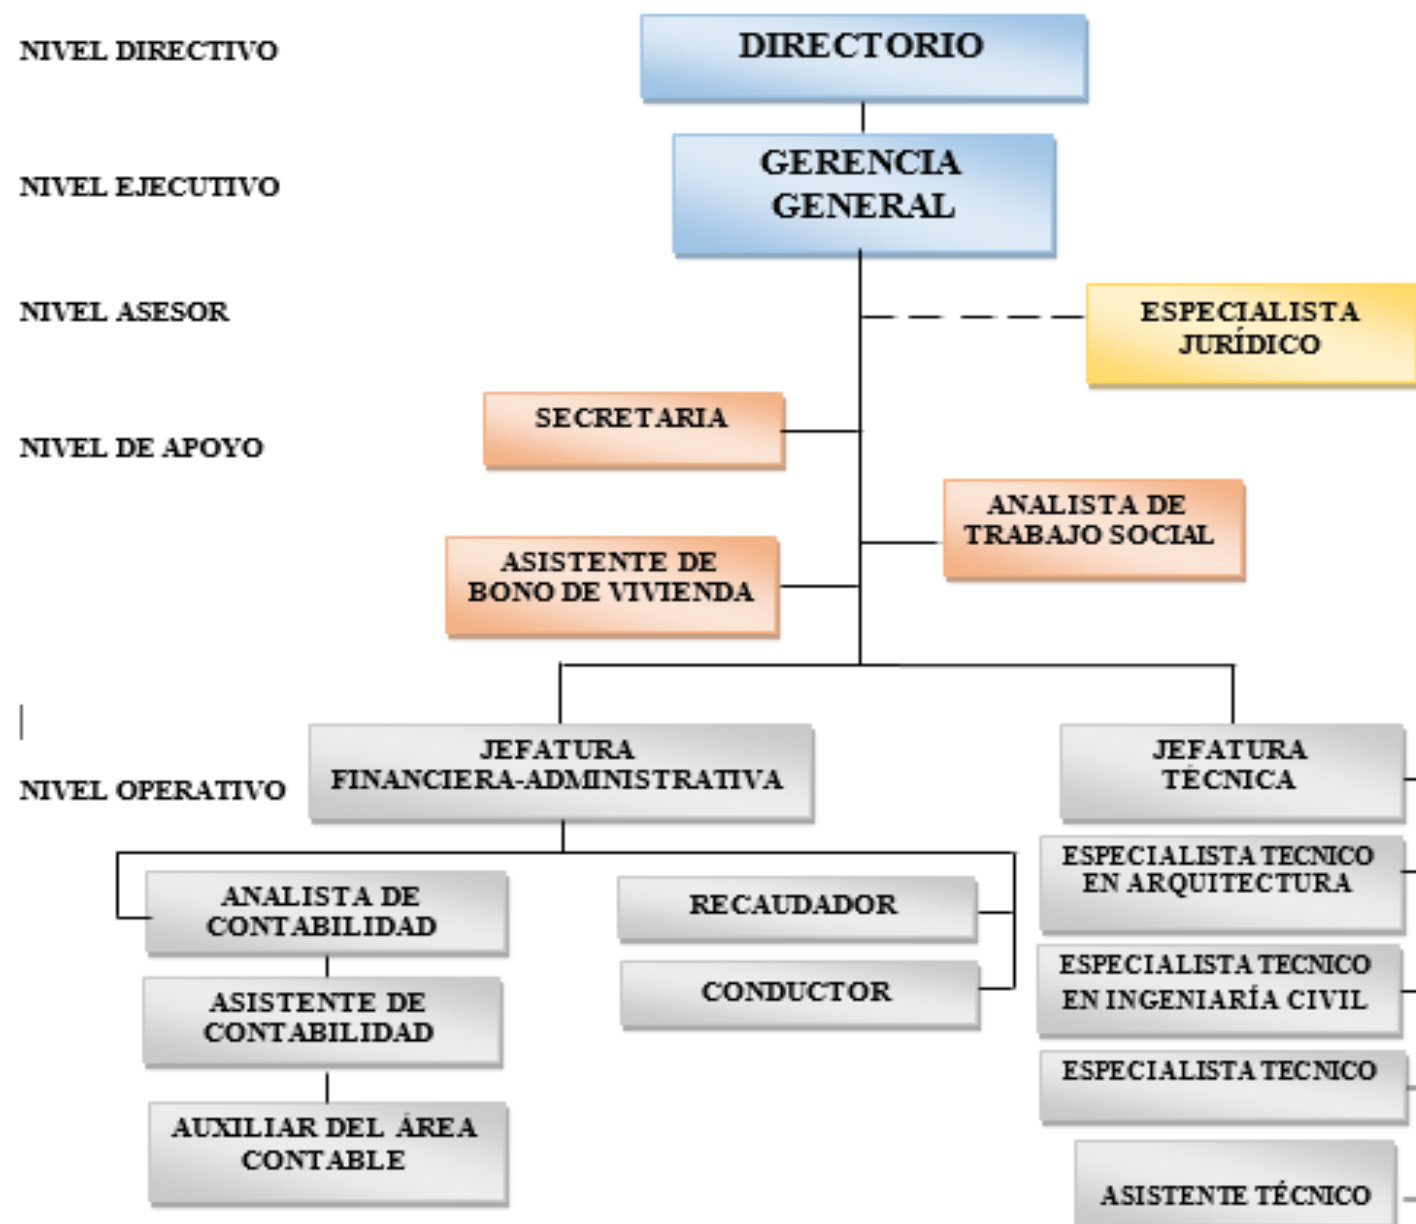 NIVEL DIRECTIVO
DIRECTORIO
NIVEL EJECUTIVO
GERENCIA
GENERAL
NIVEL ASESOR
ESPECIALISTA
JURÍDICO
NIVEL DE APOYO
SECRETARIA
ANALISTA DE
TRABAJO SOCIAL
ASISTENTE DE
BONO DE VIVIENDA
NIVEL OPERATIVO
JEFATURA
FINANCIERA-ADMINISTRATIVA
JEFATURA
TÉCNICA
ANALISTA DE
CONTABILIDAD
ASISTENTE DE
CONTABILIDAD
AUXILIAR DEL ÁREA
CONTABLE
RECAUDADOR
CONDUCTOR
ESPECIALISTA TECNICO
EN ARQUITECTURA
ESPECIALISTA TECNICO
EN INGENIARÍA CIVIL
ESPECIALISTA TECNICO
ASISTENTE TÉCNICO